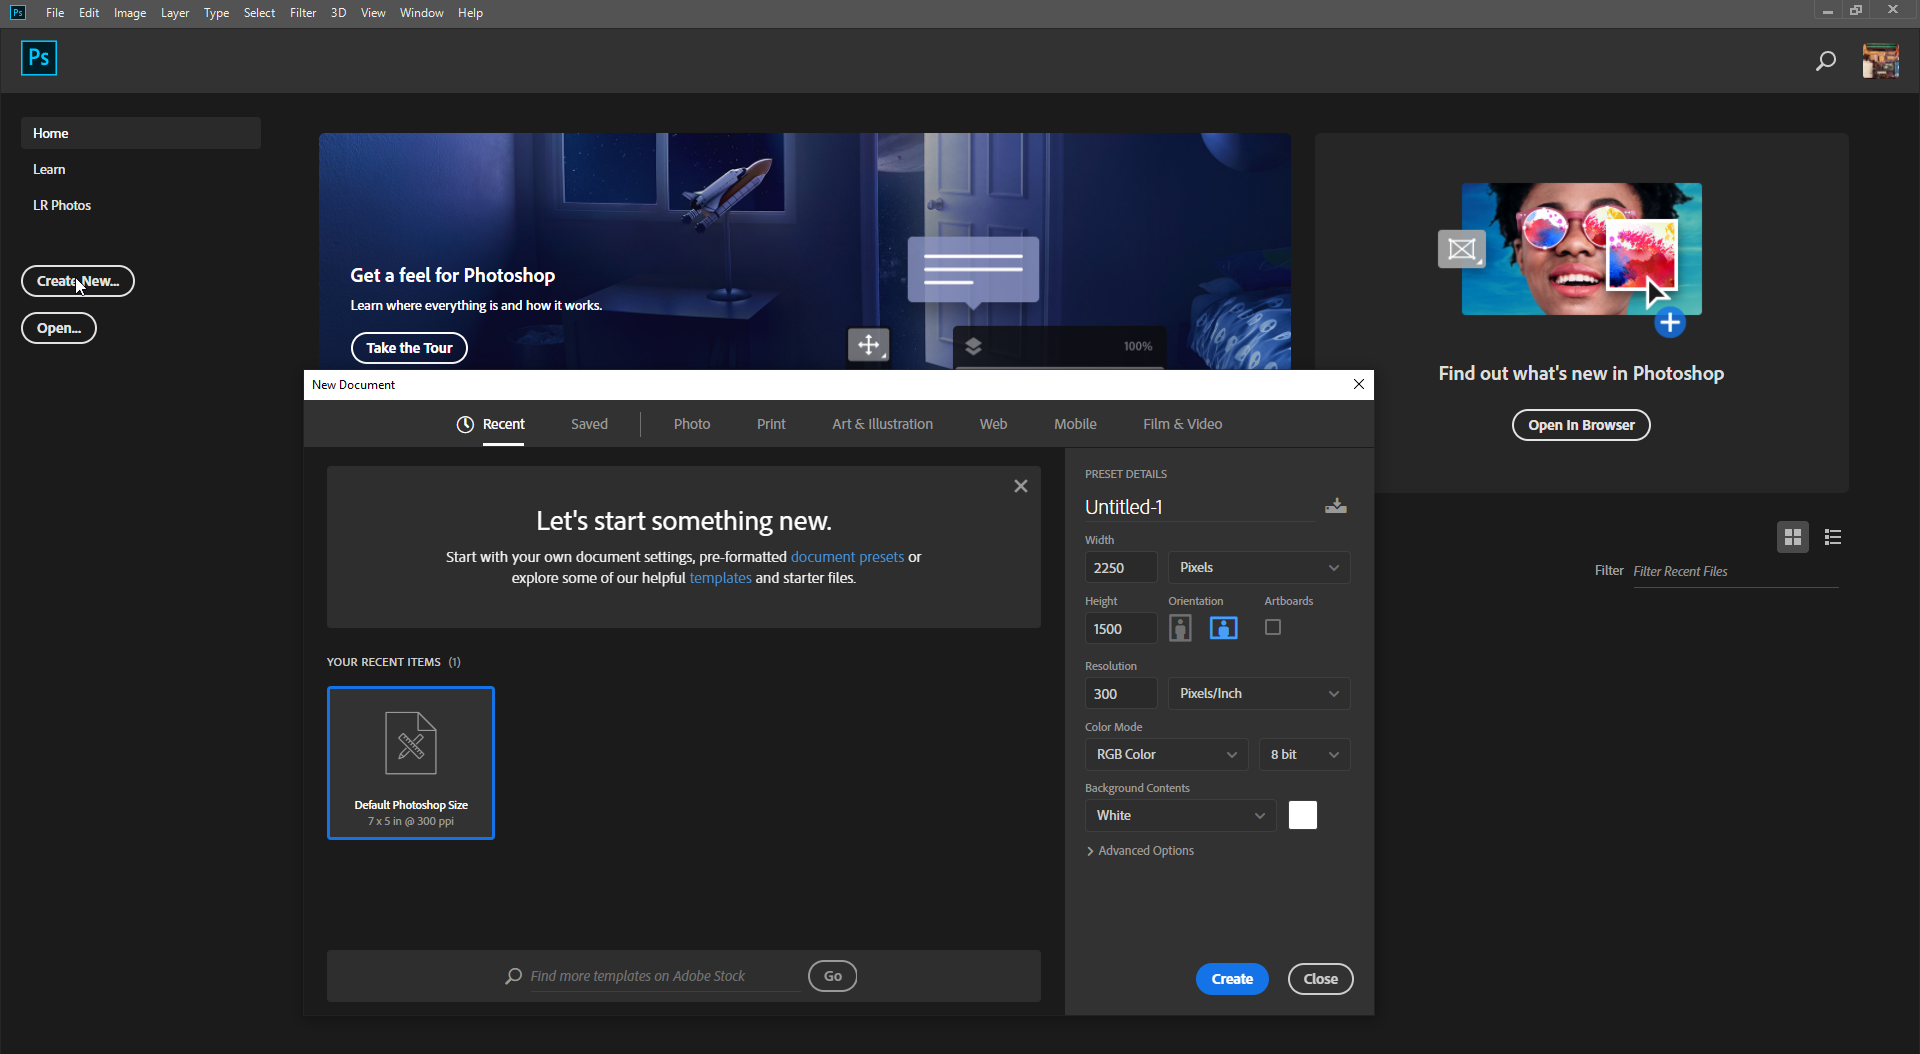 Ps File Edit Image Layer Type Select Filter 3D View Window Help
Ps
Home
Learn
LR Photos
Create New...
Open...
Get a feel for Photoshop
Learn where everything is and how it works.
Take the Tour
100%
Find out what's new in Photoshop
Open In Browser
Filter Filter Recent Files
New Document
Recent Saved Photo Print Art & Illustration Web Mobile Film & Video
Let's start something new.
Start with your own document settings, pre-formatted document presets or
explore some of our helpful templates and starter files.
YOUR RECENT ITEMS (1)
Default Photoshop Size
7 x 5 in @ 300 ppi
Find more templates on Adobe Stock Go
PRESET DETAILS
Untitled-1
Width
2250 Pixels
Height Orientation Artboards
1500
Resolution
300 Pixels/Inch
Color Mode
RGB Color 8 bit
Background Contents
White
Advanced Options
Create Close